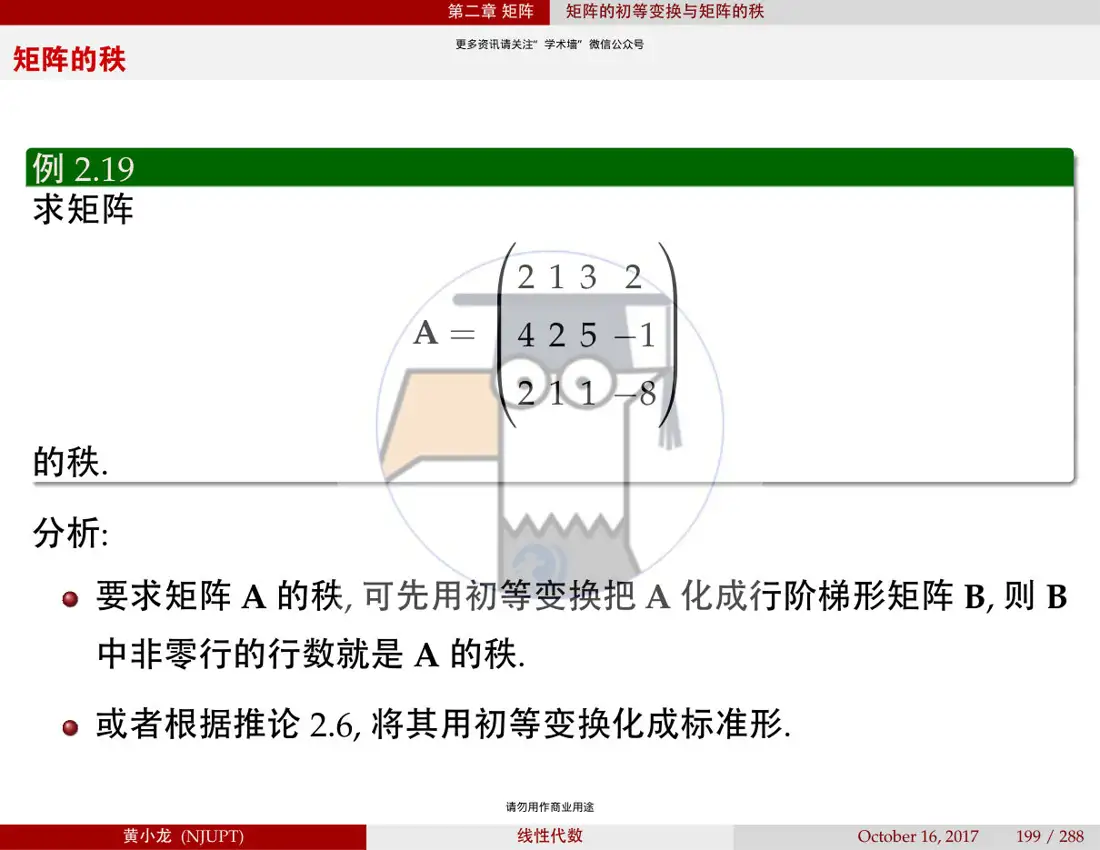 第二章 矩阵 矩阵的初等变换与矩阵的秩
更多资讯请关注“学术墙”微信公众号
矩阵的秩
例 2.19
求矩阵
2 1 3 2
A = 4 2 5 −1
2 1 1 −8
的秩.
分析:
要求矩阵 A 的秩, 可先用初等变换把 A 化成行阶梯形矩阵 B, 则 B
中非零行的行数就是 A 的秩.
或者根据推论 2.6, 将其用初等变换化成标准形.
请勿用作商业用途
黄小龙 (NJUPT) 线性代数 October 16, 2017 199 / 288